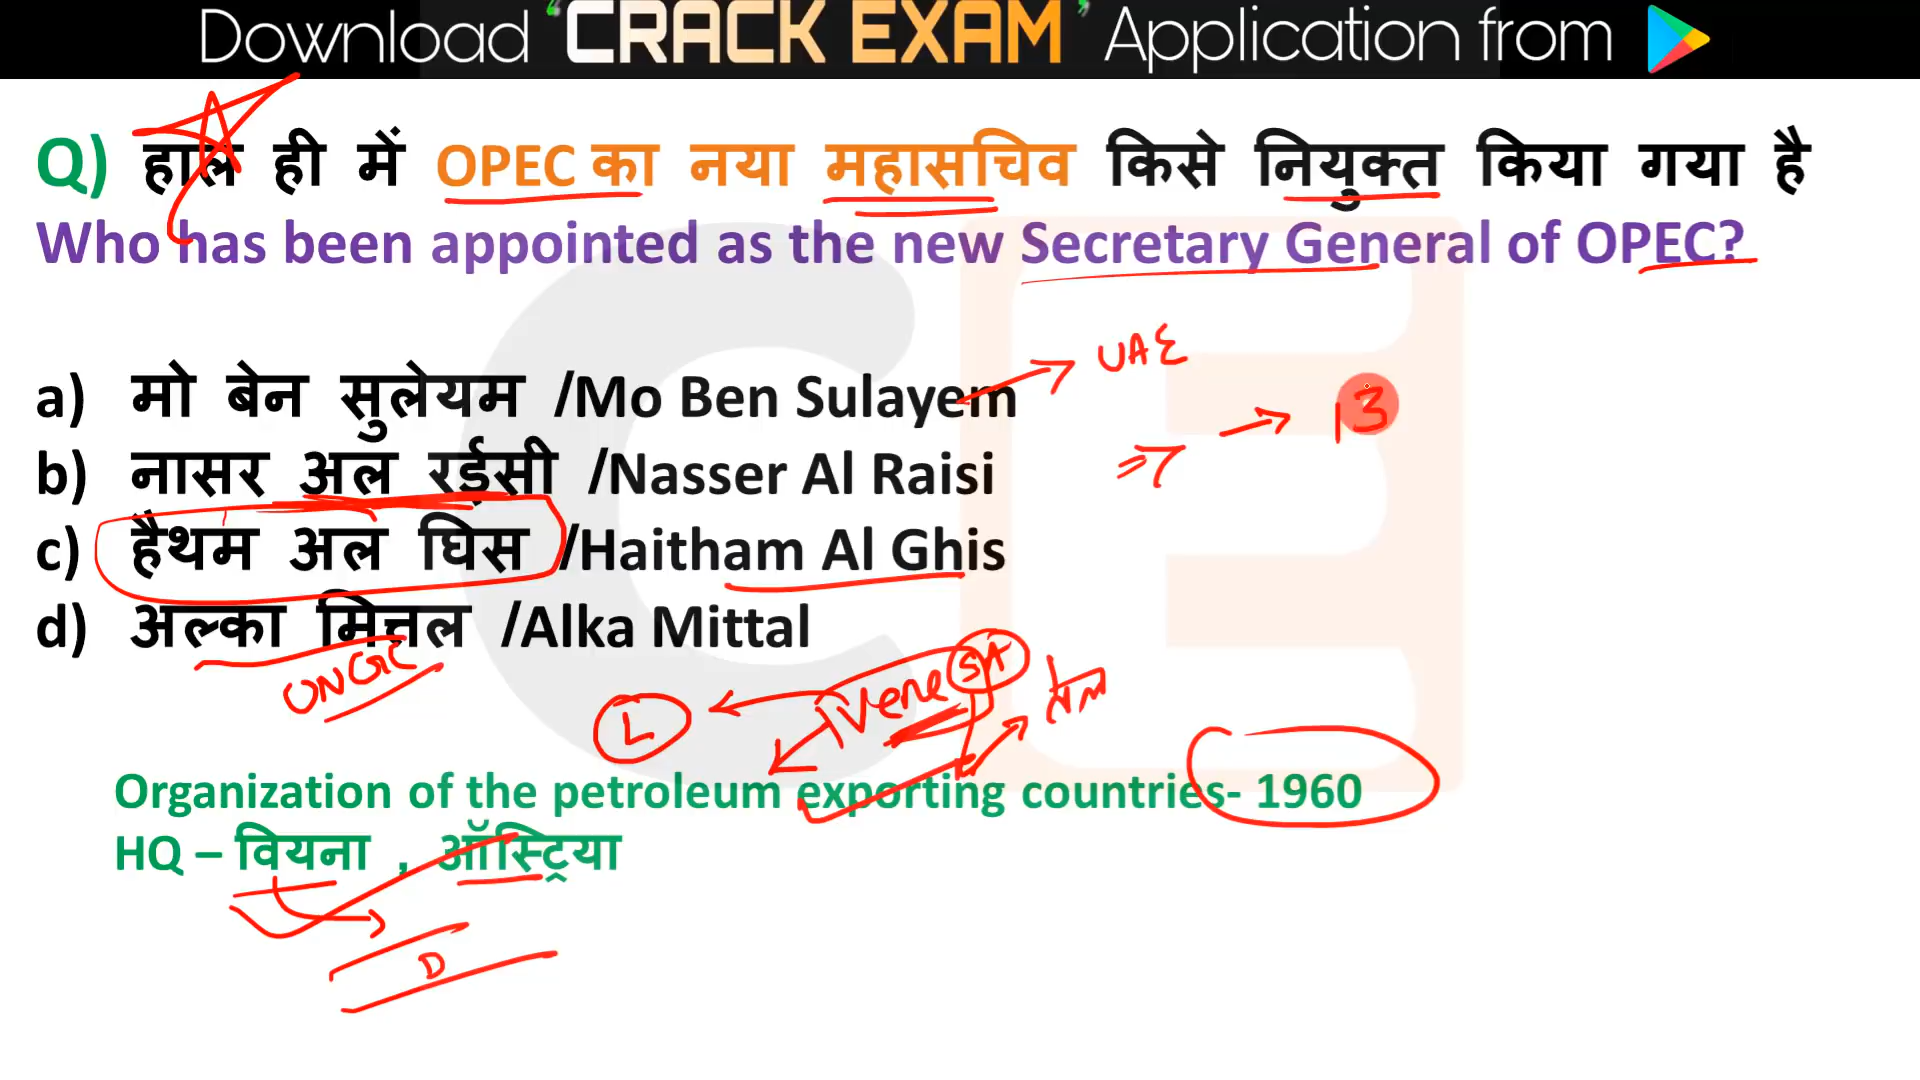 Download 'CRACK EXAM' Application from
Q) हाल ही में OPEC का नया महासचिव किसे नियुक्त किया गया है
Who has been appointed as the new Secretary General of OPEC?
a) मो बेन सुलेयम /Mo Ben Sulayem
UAE
13
b) नासर अल रईसी /Nasser Al Raisi
c) हैथम अल घिस /Haitham Al Ghis
d) अल्का मित्तल /Alka Mittal
ONGC
L
Vene
SA
Organization of the petroleum exporting countries- 1960
HQ – वियना , ऑस्ट्रिया
D